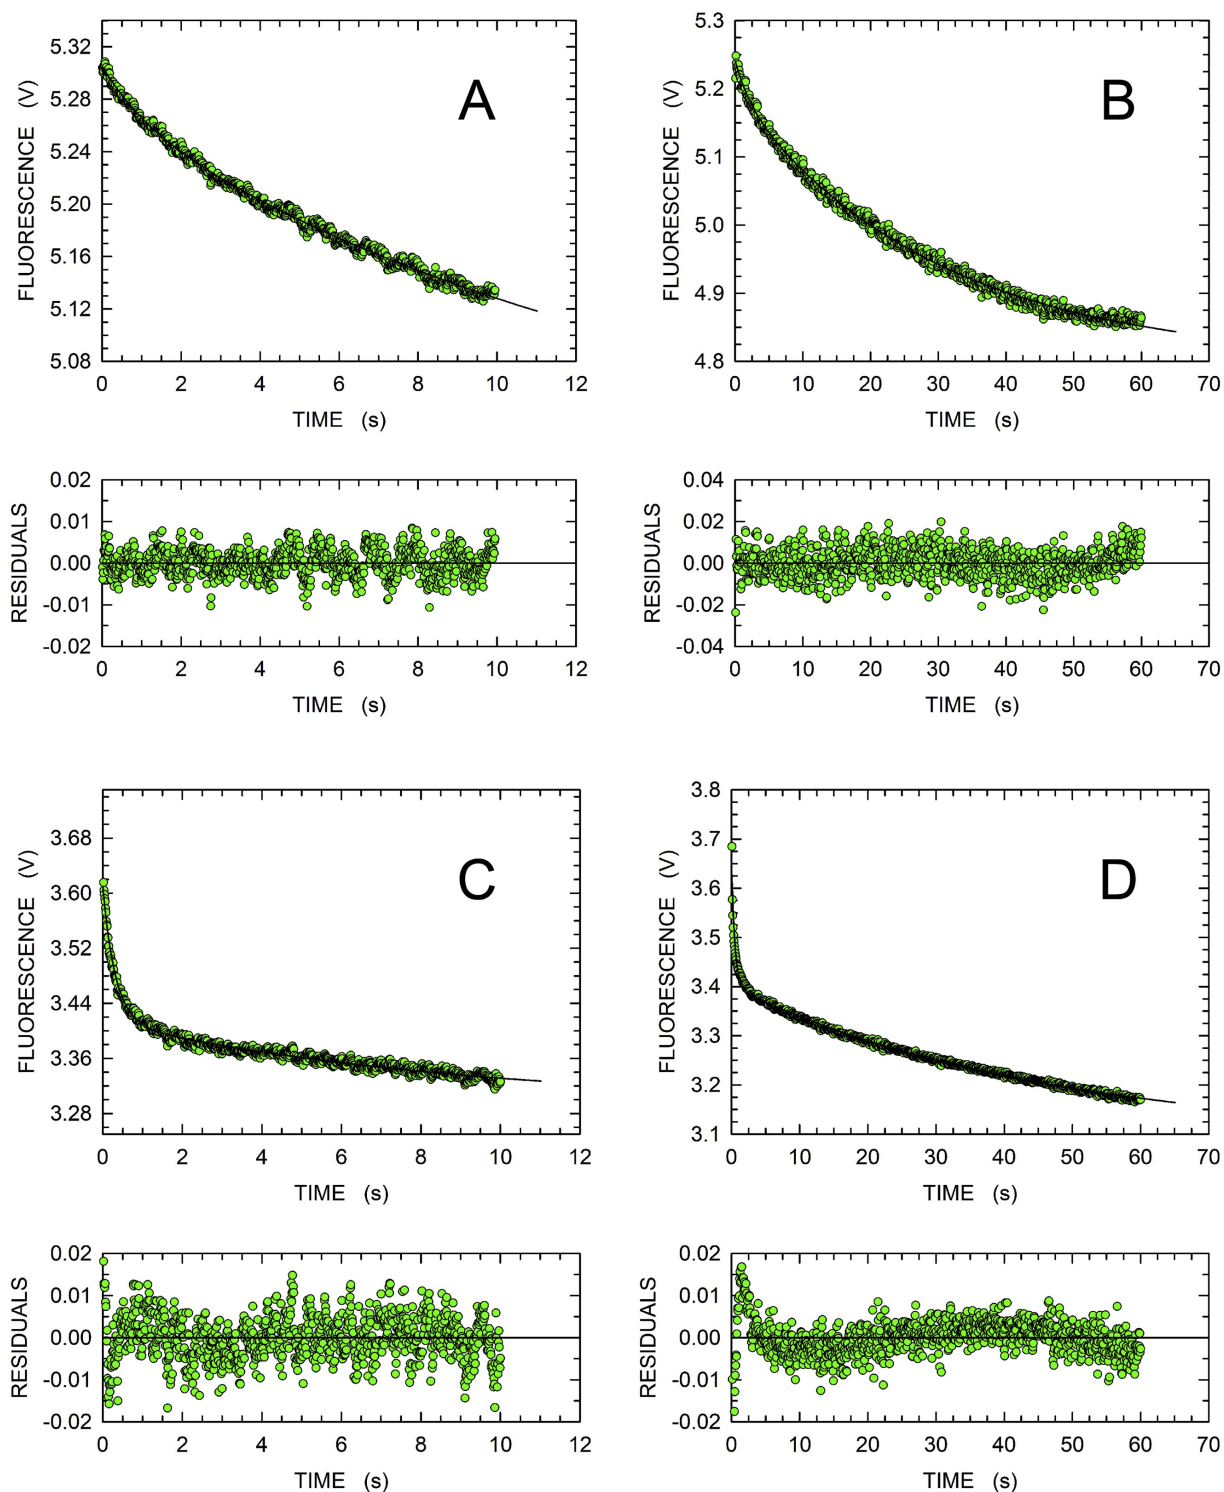 A
FLUORESCENCE (V)
5.32
5.28
5.24
5.20
5.16
5.12
5.08
0 2 4 6 8 10 12
TIME (s)
B
FLUORESCENCE (V)
5.3
5.2
5.1
5.0
4.9
4.8
0 10 20 30 40 50 60 70
TIME (s)
RESIDUALS
0.02
0.01
0.00
-0.01
-0.02
0 2 4 6 8 10 12
TIME (s)
RESIDUALS
0.04
0.02
0.00
-0.02
-0.04
0 10 20 30 40 50 60 70
TIME (s)
C
FLUORESCENCE (V)
3.68
3.60
3.52
3.44
3.36
3.28
0 2 4 6 8 10 12
TIME (s)
D
FLUORESCENCE (V)
3.8
3.7
3.6
3.5
3.4
3.3
3.2
3.1
0 10 20 30 40 50 60 70
TIME (s)
RESIDUALS
0.02
0.01
0.00
-0.01
-0.02
0 2 4 6 8 10 12
TIME (s)
RESIDUALS
0.02
0.01
0.00
-0.01
-0.02
0 10 20 30 40 50 60 70
TIME (s)